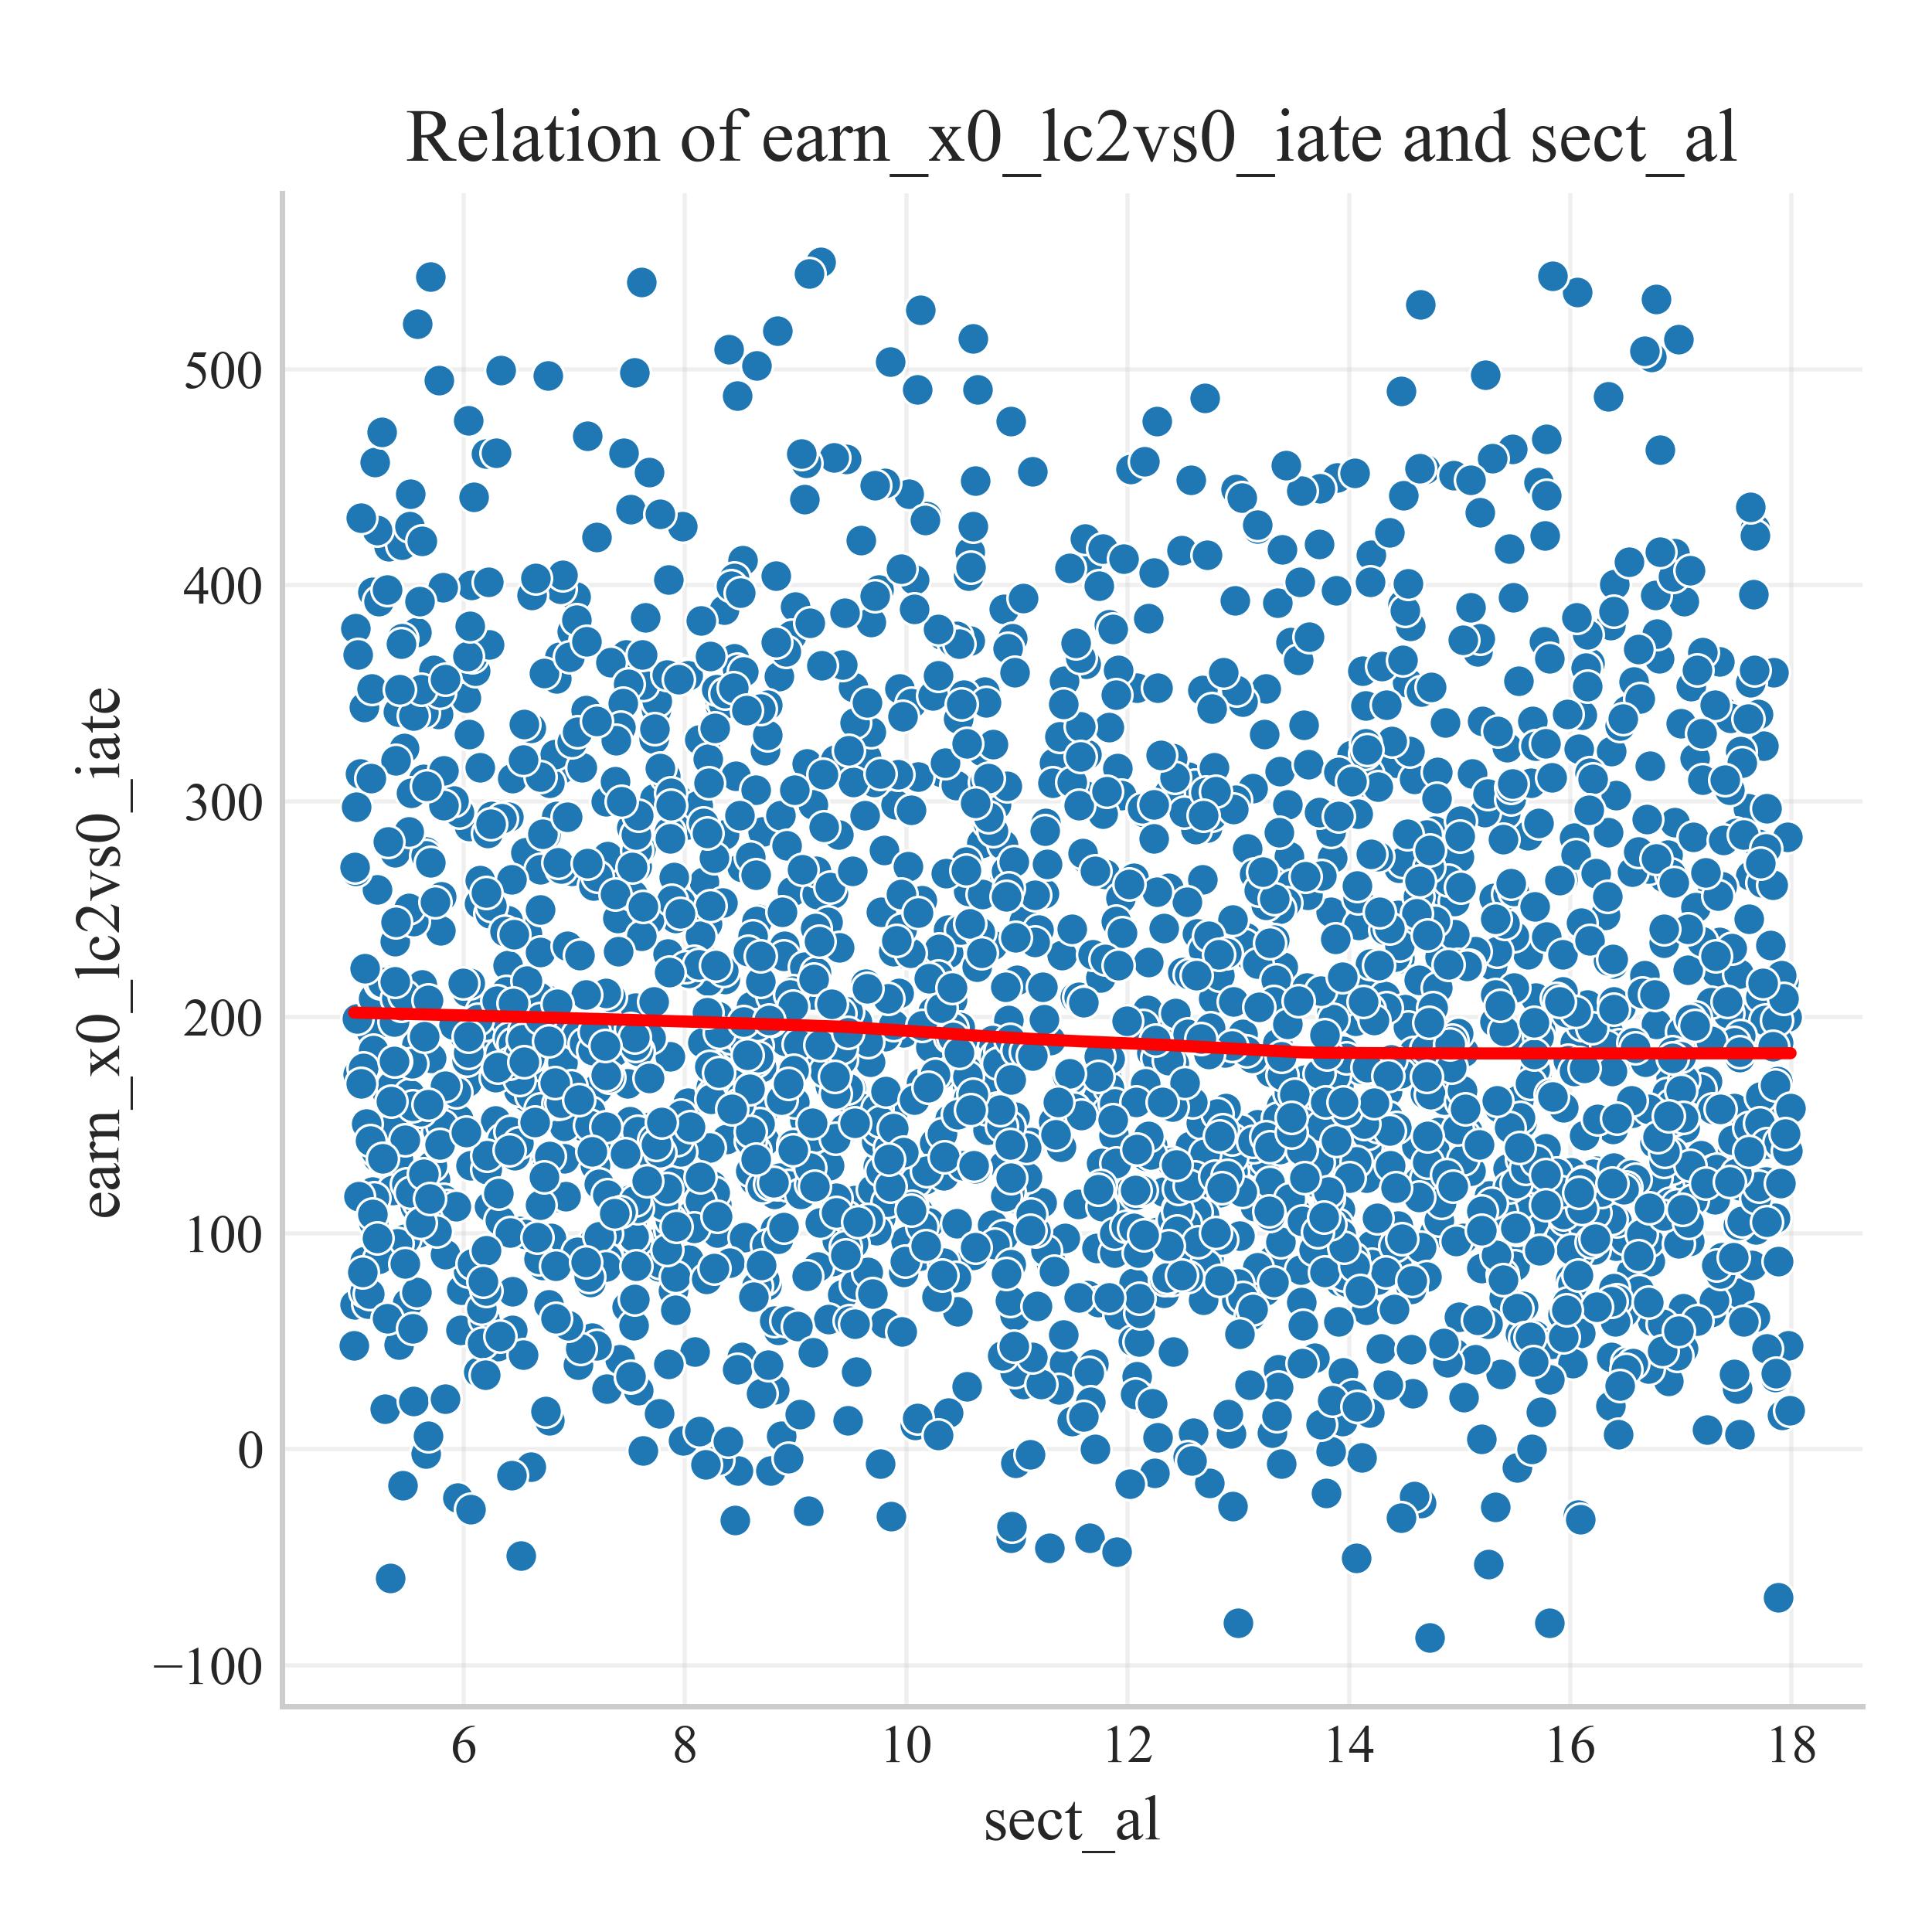 Relation of earn_x0_lc2vs0_iate and sect_al
earn_x0_lc2vs0_iate
500
400
300
200
100
0
−100
6 8 10 12 14 16 18
sect_al